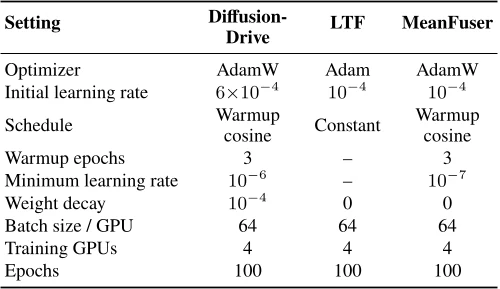 Setting Diffusion-Drive LTF MeanFuser
Optimizer AdamW Adam AdamW
Initial learning rate 6×10⁻⁴ 10⁻⁴ 10⁻⁴
Schedule Warmup cosine Constant Warmup cosine
Warmup epochs 3 – 3
Minimum learning rate 10⁻⁶ – 10⁻⁷
Weight decay 10⁻⁴ 0 0
Batch size / GPU 64 64 64
Training GPUs 4 4 4
Epochs 100 100 100